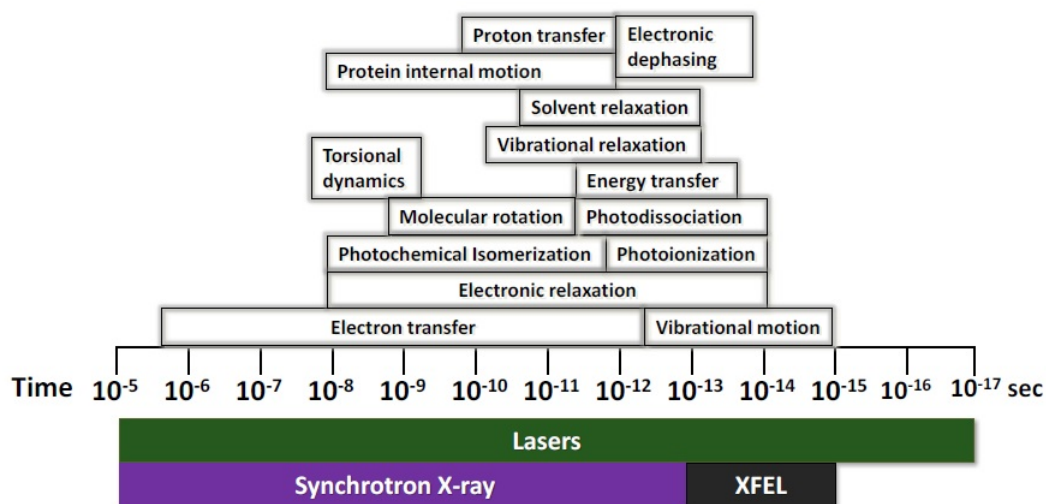 Proton transfer
Electronic
dephasing
Protein internal motion
Solvent relaxation
Vibrational relaxation
Torsional
dynamics
Energy transfer
Molecular rotation
Photodissociation
Photochemical Isomerization
Photoionization
Electronic relaxation
Electron transfer
Vibrational motion
Time 10⁻⁵ 10⁻⁶ 10⁻⁷ 10⁻⁸ 10⁻⁹ 10⁻¹⁰ 10⁻¹¹ 10⁻¹² 10⁻¹³ 10⁻¹⁴ 10⁻¹⁵ 10⁻¹⁶ 10⁻¹⁷ sec
Lasers
Synchrotron X-ray
XFEL